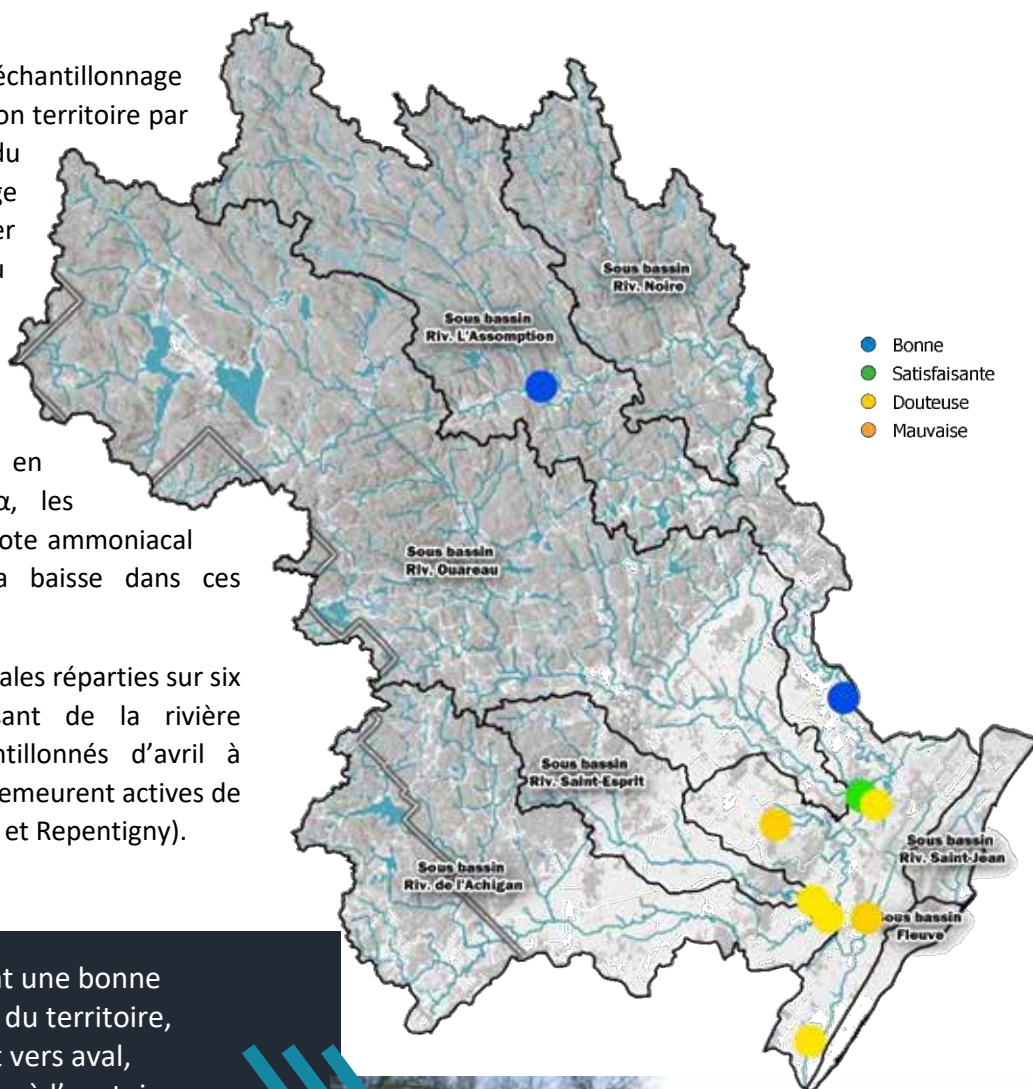 échantillonnage
on territoire par
du
ge
er
u
en
α, les
ote ammoniacal
a baisse dans ces
ales réparties sur six
sant de la rivière
ntillonnés d'avril à
emeurent actives de
et Repentigny).
nt une bonne
du territoire,
t vers aval,
Sous bassin
Riv. Noire
Sous bassin
Riv. L'Assomption
Bonne
Satisfaisante
Douteuse
Mauvaise
Sous bassin
Riv. Ouareau
Sous bassin
Riv. Saint-Esprit
Sous bassin
Riv. de l'Achigan
Sous bassin
Riv. Saint-Jean
Sous bassin
Fleuve